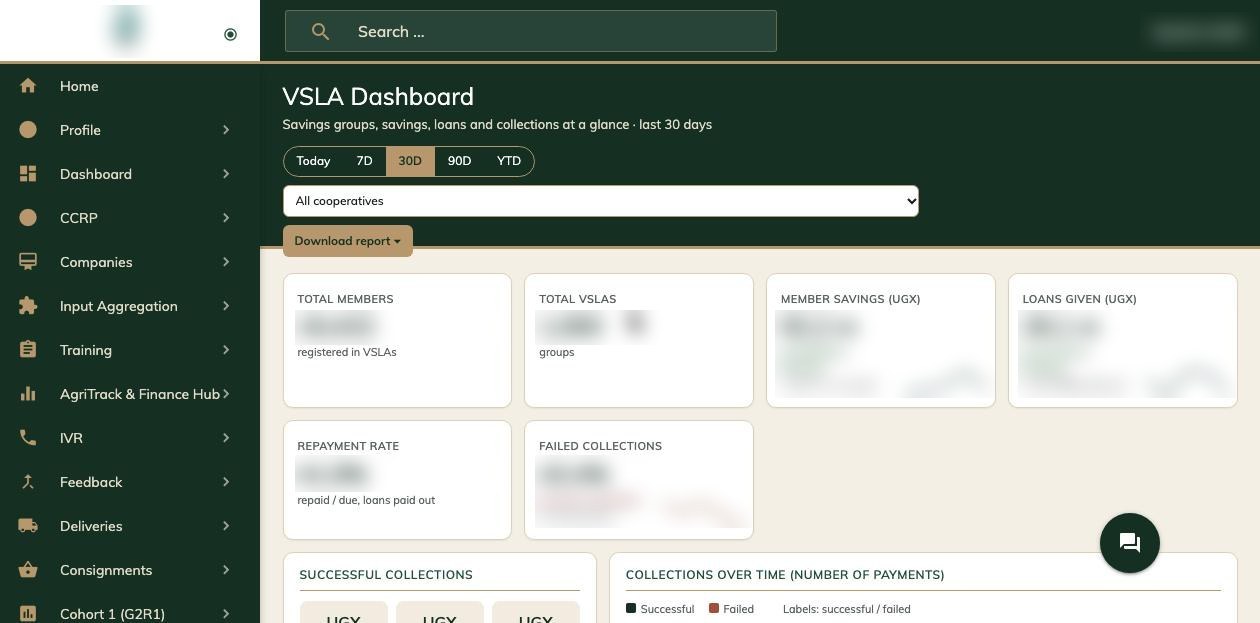 Search ...
Home
Profile
Dashboard
CCRP
Companies
Input Aggregation
Training
AgriTrack & Finance Hub
IVR
Feedback
Deliveries
Consignments
Cohort 1 (G2R1)
VSLA Dashboard
Savings groups, savings, loans and collections at a glance · last 30 days
Today 7D 30D 90D YTD
All cooperatives
Download report
TOTAL MEMBERS
registered in VSLAs
TOTAL VSLAS
groups
MEMBER SAVINGS (UGX)
LOANS GIVEN (UGX)
REPAYMENT RATE
repaid / due, loans paid out
FAILED COLLECTIONS
SUCCESSFUL COLLECTIONS
UGX UGX UGX
COLLECTIONS OVER TIME (NUMBER OF PAYMENTS)
Successful Failed Labels: successful / failed